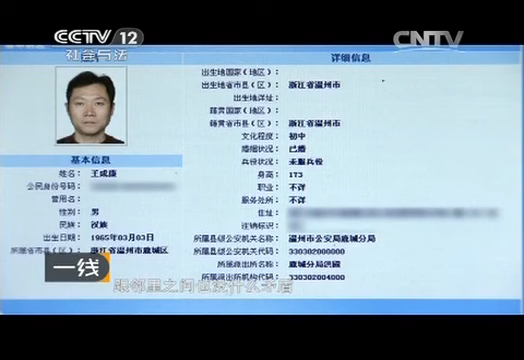 CCTV 12
社会与法
CNTV
详细信息
出生地国家(地区):
出生地省市县(区): 浙江省温州市
出生地详址:
籍贯国家(地区):
籍贯省市县(区): 浙江省温州市
文化程度: 初中
婚姻状况: 已婚
兵役状况: 未服兵役
身高: 173
职业: 不详
服务处所: 不详
住址:
注销标识:
所属县级公安机关名称: 温州市公安局鹿城分局
所属县级公安机关代码: 330302000000
所属派出所名称: 鹿城分局洪殿
所属派出所机构代码: 330302004000
基本信息
姓名:
公民身份号码:
曾用名:
性别: 男
民族: 汉族
出生日期: 1965年03月03日
所属省市县(区): 浙江省温州市鹿城区
一线
跟邻里之间也没什么矛盾